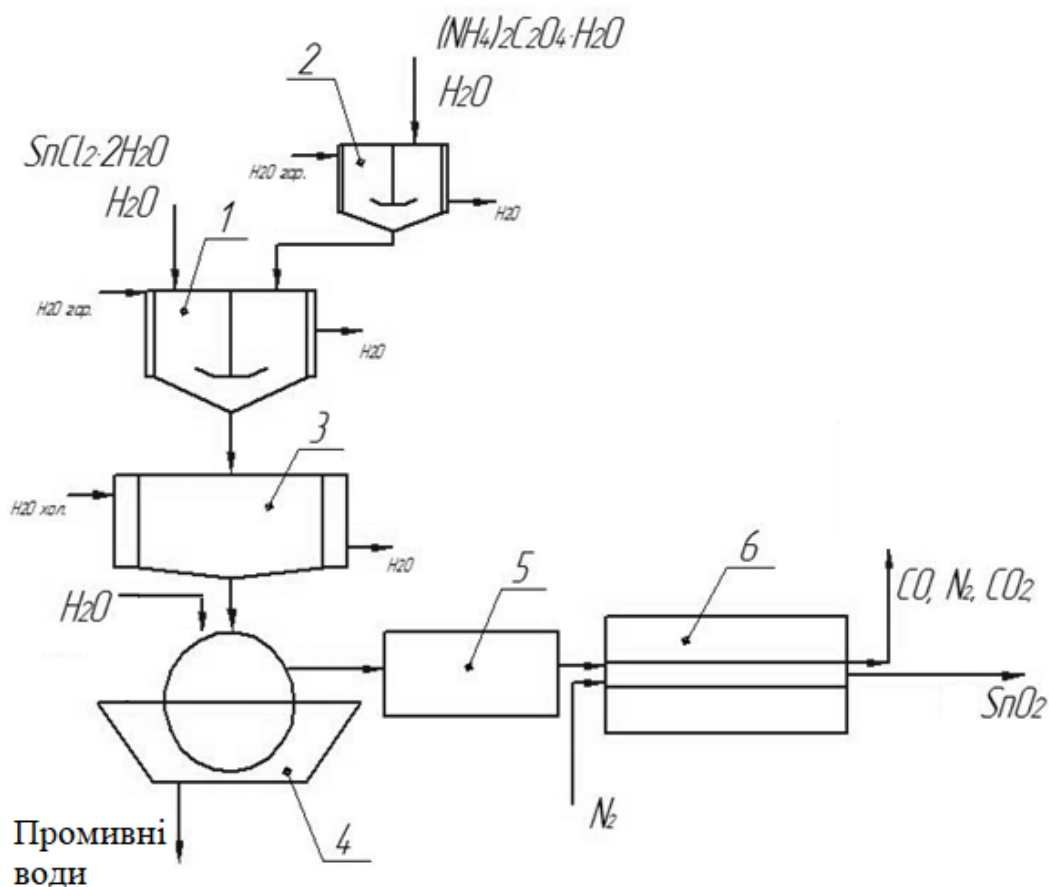 (NH4)2C2O4·H2O
H2O
2
H2O гар.
H2O
SnCl2·2H2O
H2O
1
H2O гар.
H2O
3
H2O хол.
H2O
H2O
5
6
CO, N2, CO2,
SnO2
N2
4
Промивні
води